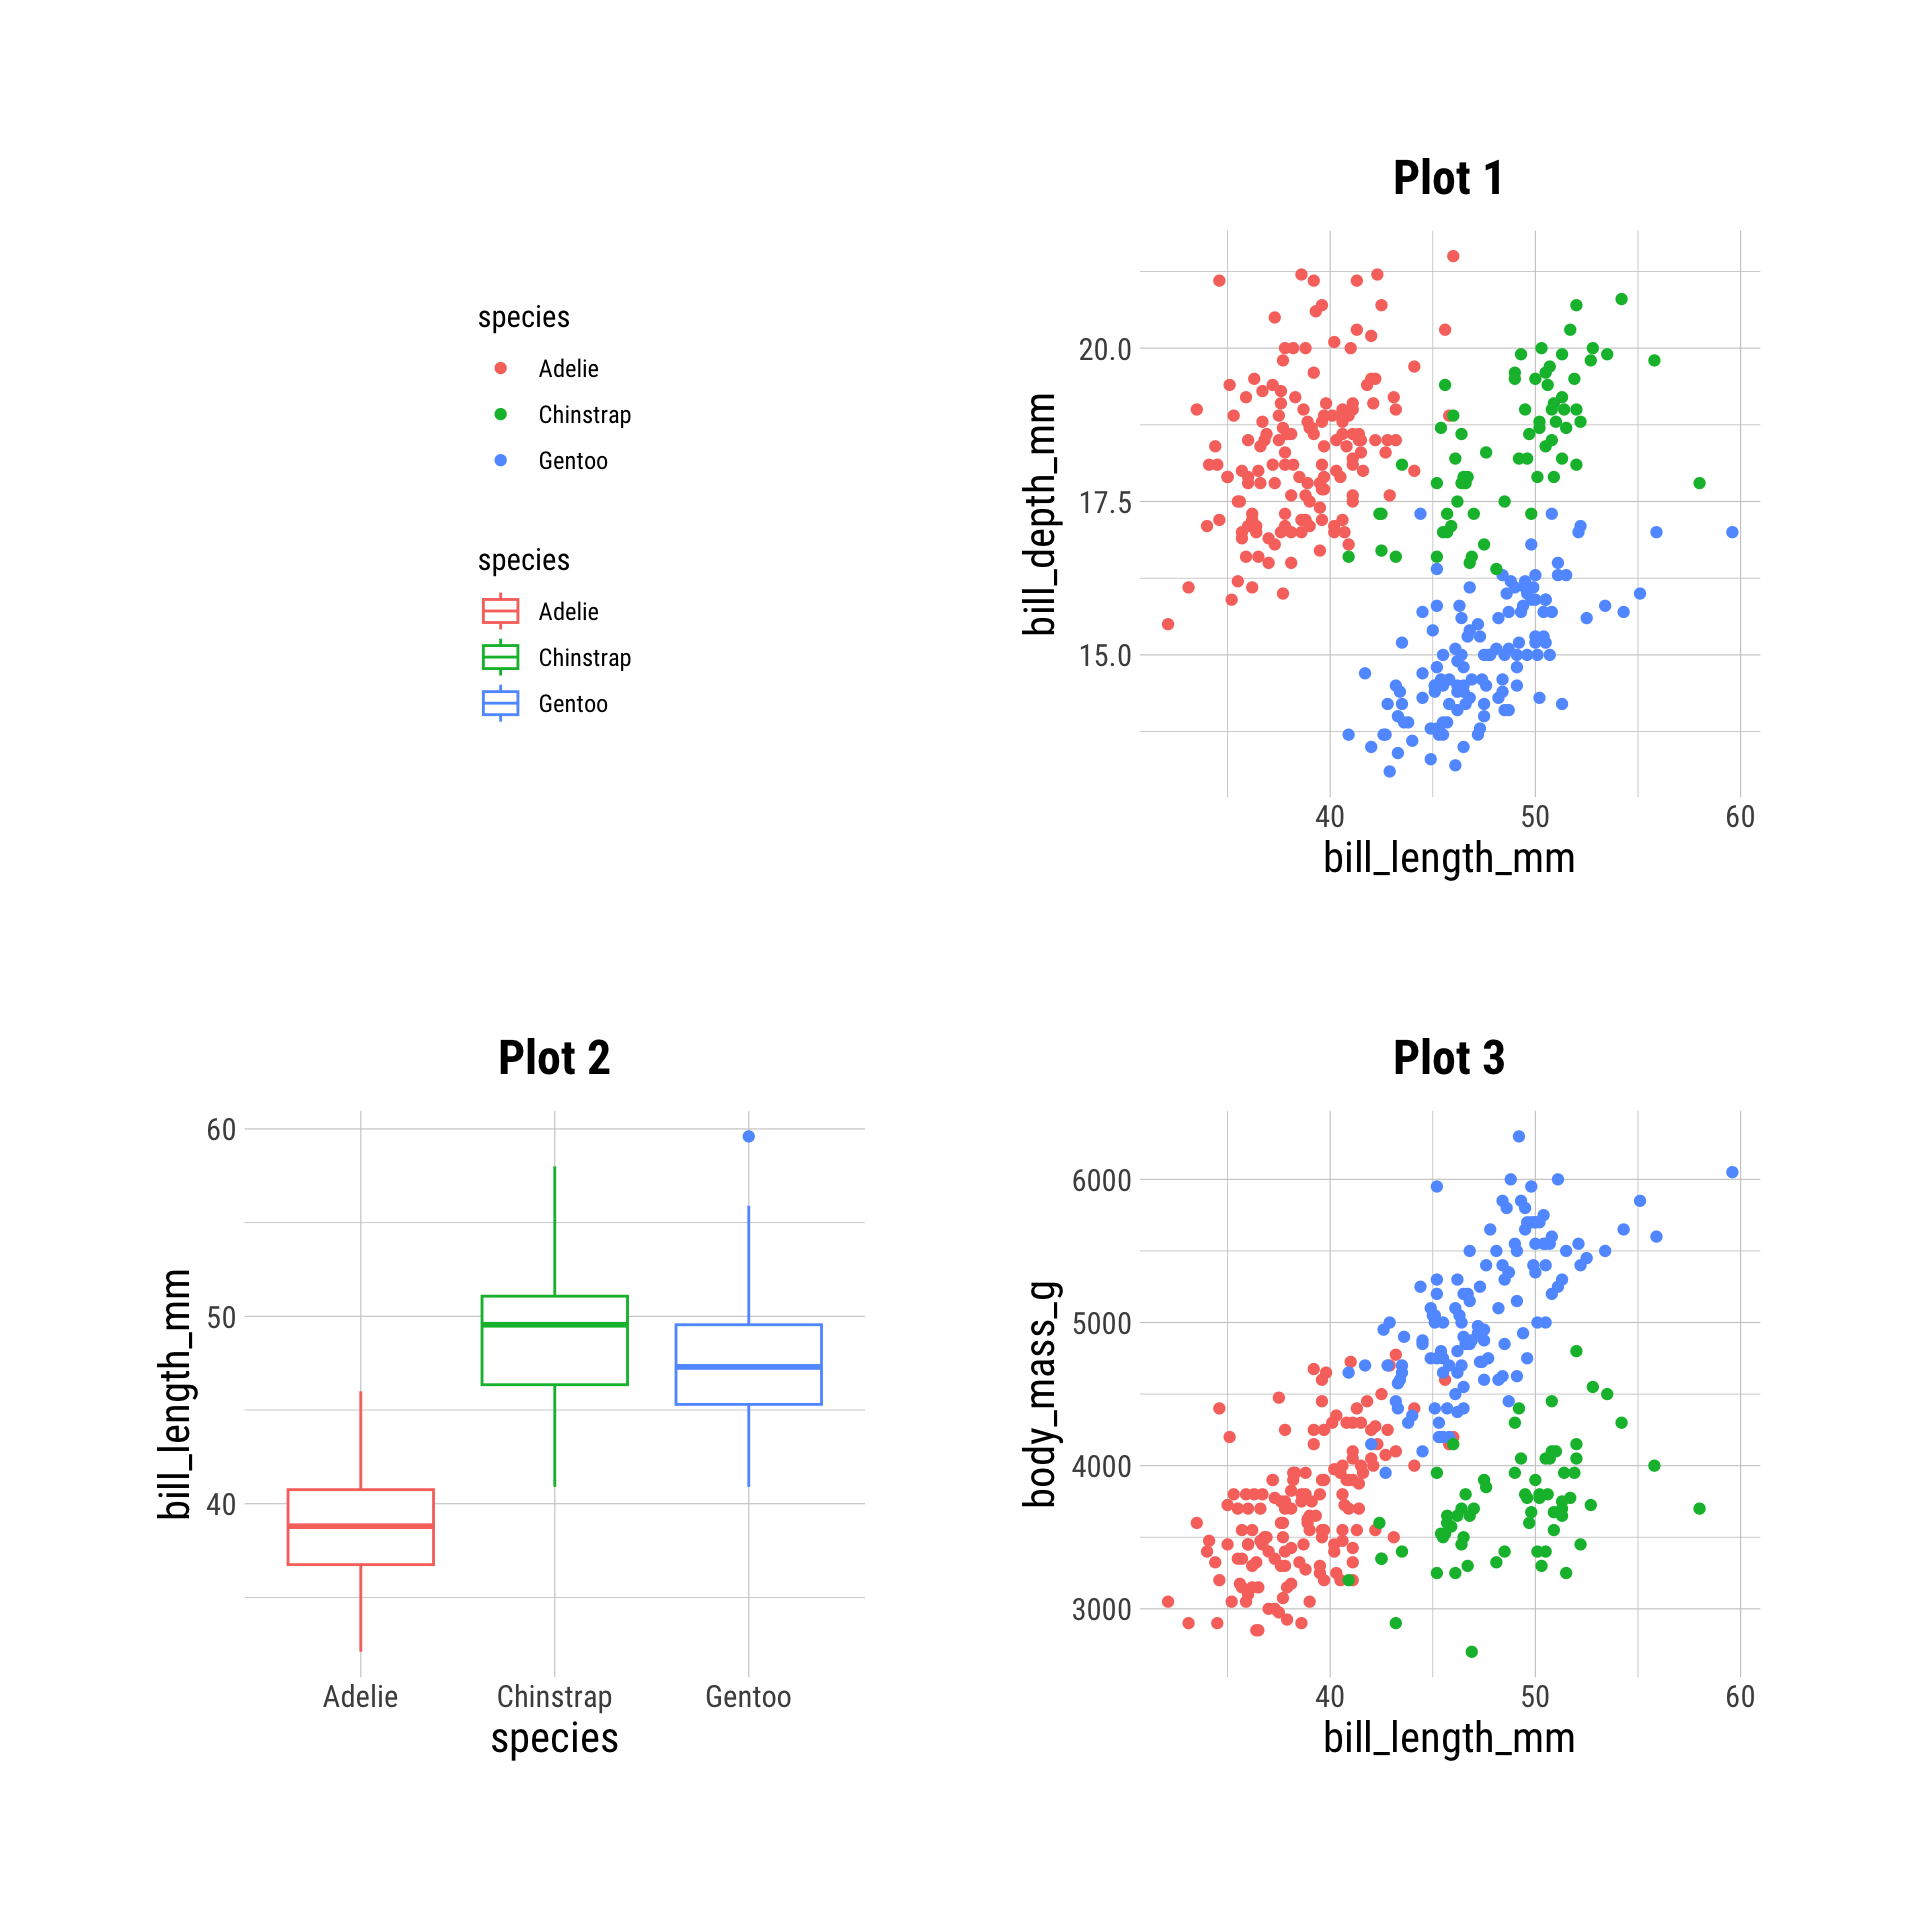 species
Adelie
Chinstrap
Gentoo
species
Adelie
Chinstrap
Gentoo
Plot 1
bill_depth_mm
20.0
17.5
15.0
40 50 60
bill_length_mm
Plot 2
bill_length_mm
60
50
40
Adelie Chinstrap Gentoo
species
Plot 3
body_mass_g
6000
5000
4000
3000
40 50 60
bill_length_mm